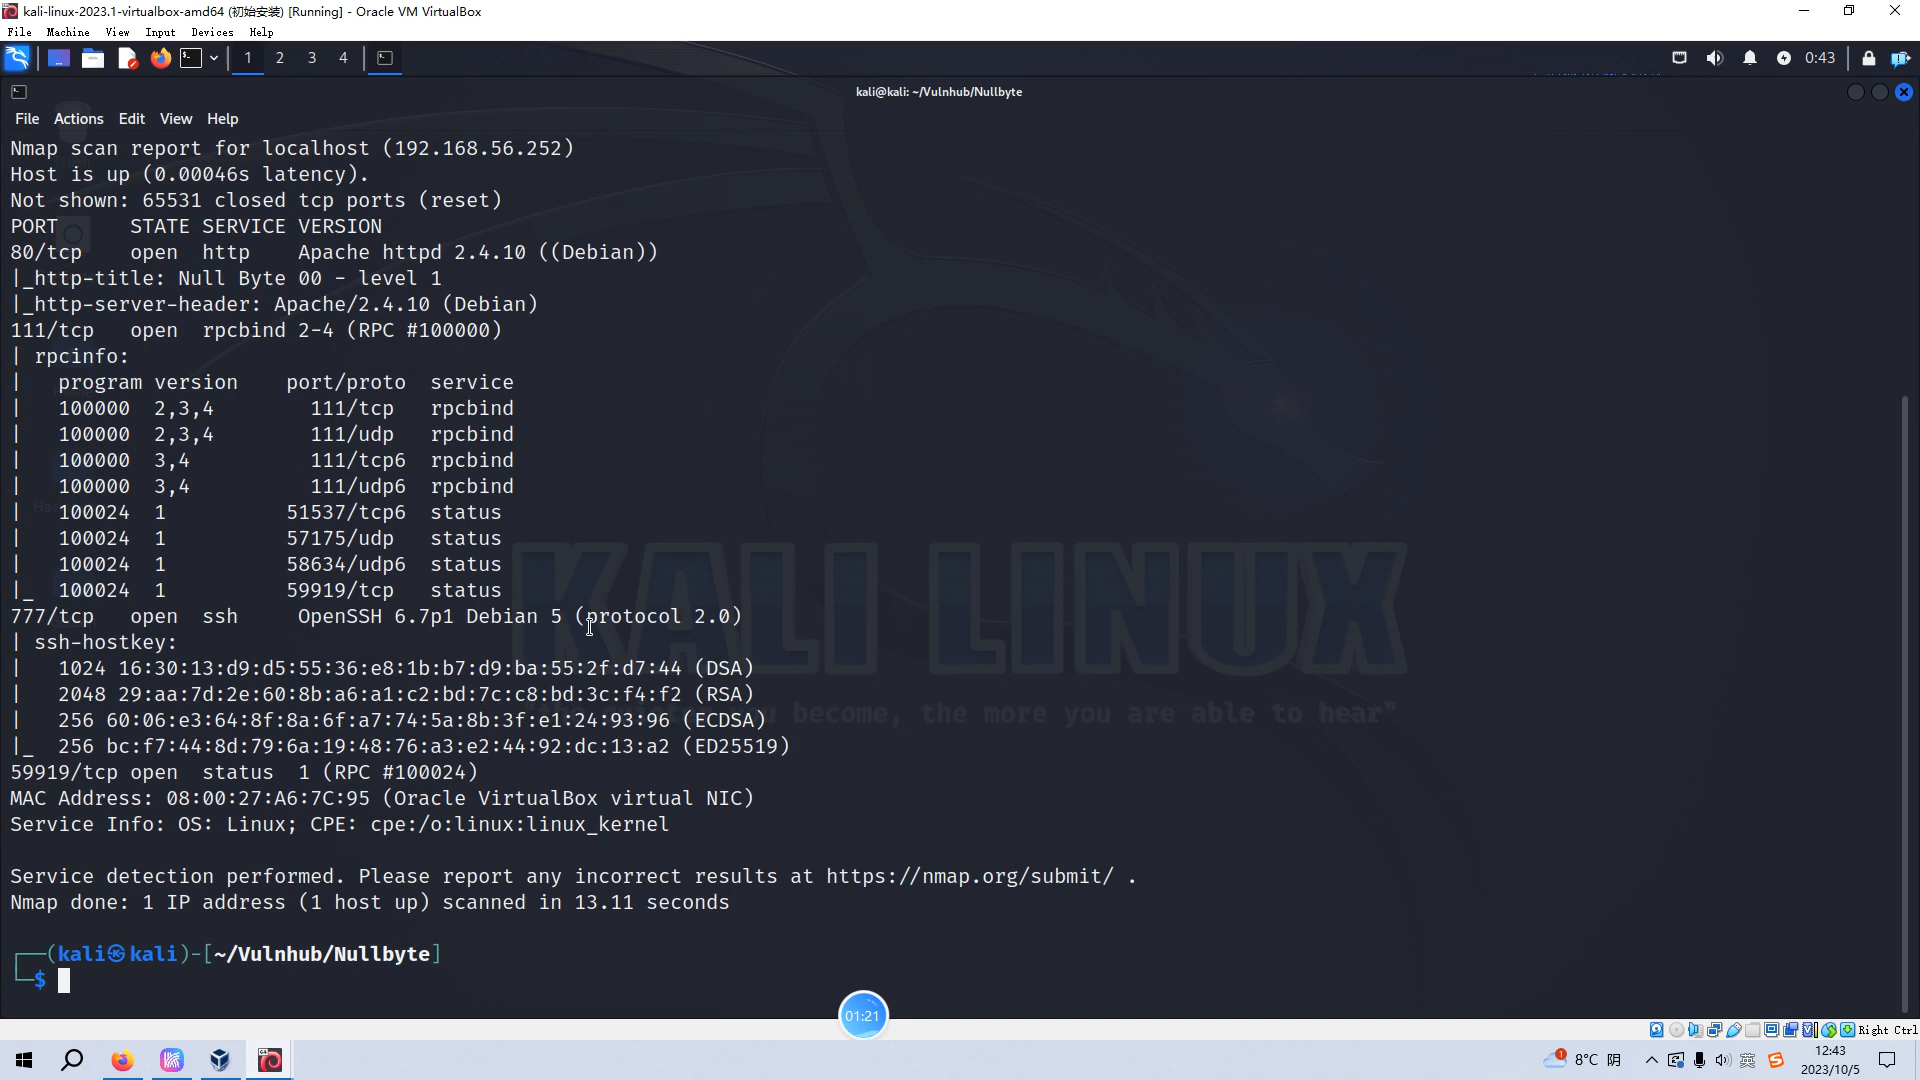 kali-linux-2023.1-virtualbox-amd64 (初始安装) [Running] - Oracle VM VirtualBox
File Machine View Input Devices Help
1 2 3 4
0:43
kali@kali: ~/Vulnhub/Nullbyte
File Actions Edit View Help
Nmap scan report for localhost (192.168.56.252)
Host is up (0.00046s latency).
Not shown: 65531 closed tcp ports (reset)
PORT      STATE SERVICE VERSION
80/tcp    open  http    Apache httpd 2.4.10 ((Debian))
|_http-title: Null Byte 00 - level 1
|_http-server-header: Apache/2.4.10 (Debian)
111/tcp   open  rpcbind 2-4 (RPC #100000)
| rpcinfo:
|   program version    port/proto  service
|   100000  2,3,4        111/tcp   rpcbind
|   100000  2,3,4        111/udp   rpcbind
|   100000  3,4          111/tcp6  rpcbind
|   100000  3,4          111/udp6  rpcbind
|   100024  1          51537/tcp6  status
|   100024  1          57175/udp   status
|   100024  1          58634/udp6  status
|_  100024  1          59919/tcp   status
777/tcp   open  ssh     OpenSSH 6.7p1 Debian 5 (protocol 2.0)
| ssh-hostkey:
|   1024 16:30:13:d9:d5:55:36:e8:1b:b7:d9:ba:55:2f:d7:44 (DSA)
|   2048 29:aa:7d:2e:60:8b:a6:a1:c2:bd:7c:c8:bd:3c:f4:f2 (RSA)
|   256 60:06:e3:64:8f:8a:6f:a7:74:5a:8b:3f:e1:24:93:96 (ECDSA)
|_  256 bc:f7:44:8d:79:6a:19:48:76:a3:e2:44:92:dc:13:a2 (ED25519)
59919/tcp open  status  1 (RPC #100024)
MAC Address: 08:00:27:A6:7C:95 (Oracle VirtualBox virtual NIC)
Service Info: OS: Linux; CPE: cpe:/o:linux:linux_kernel
Service detection performed. Please report any incorrect results at https://nmap.org/submit/ .
Nmap done: 1 IP address (1 host up) scanned in 13.11 seconds
┌──(kali㉿kali)-[~/Vulnhub/Nullbyte]
└─$
KALI LINUX
become, the more you are able to hear"
01:21
Right Ctrl
8°C 阴
英
12:43
2023/10/5